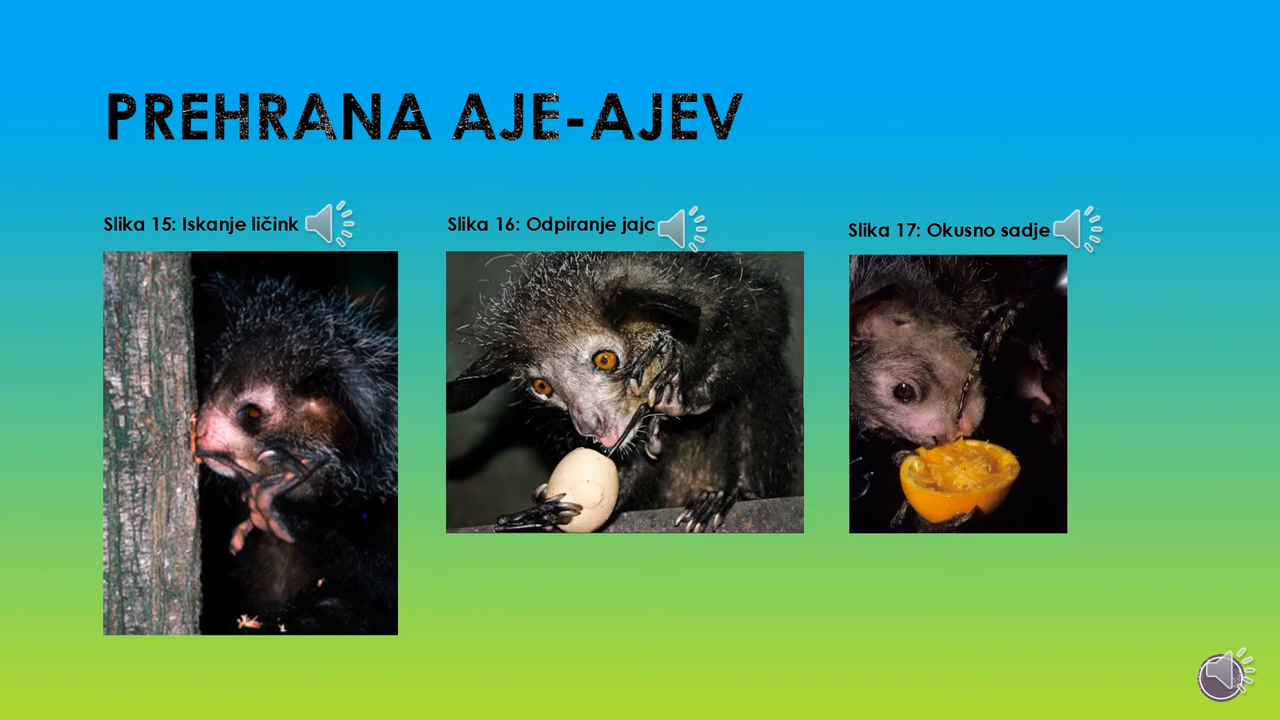 PREHRANA AJE-AJEV
Slika 15: Iskanje ličink
Slika 16: Odpiranje jajc
Slika 17: Okusno sadje